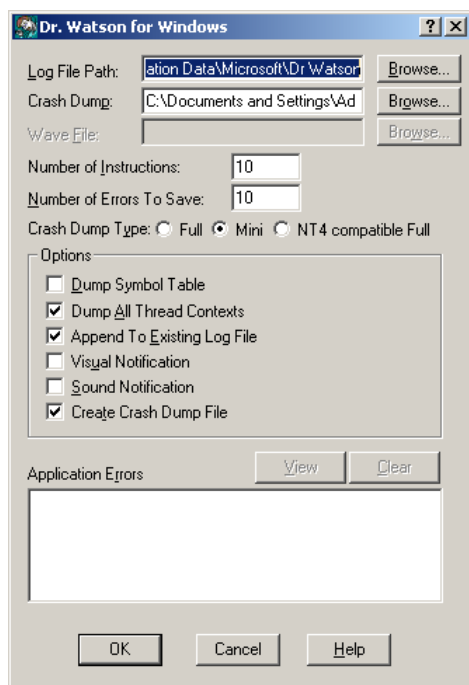 Dr. Watson for Windows
Log File Path: ation Data\Microsoft\Dr Watson Browse...
Crash Dump: C:\Documents and Settings\Ad Browse...
Wave File: Browse...
Number of Instructions: 10
Number of Errors To Save: 10
Crash Dump Type: Full Mini NT4 compatible Full
Options
Dump Symbol Table
Dump All Thread Contexts
Append To Existing Log File
Visual Notification
Sound Notification
Create Crash Dump File
Application Errors View Clear
OK Cancel Help